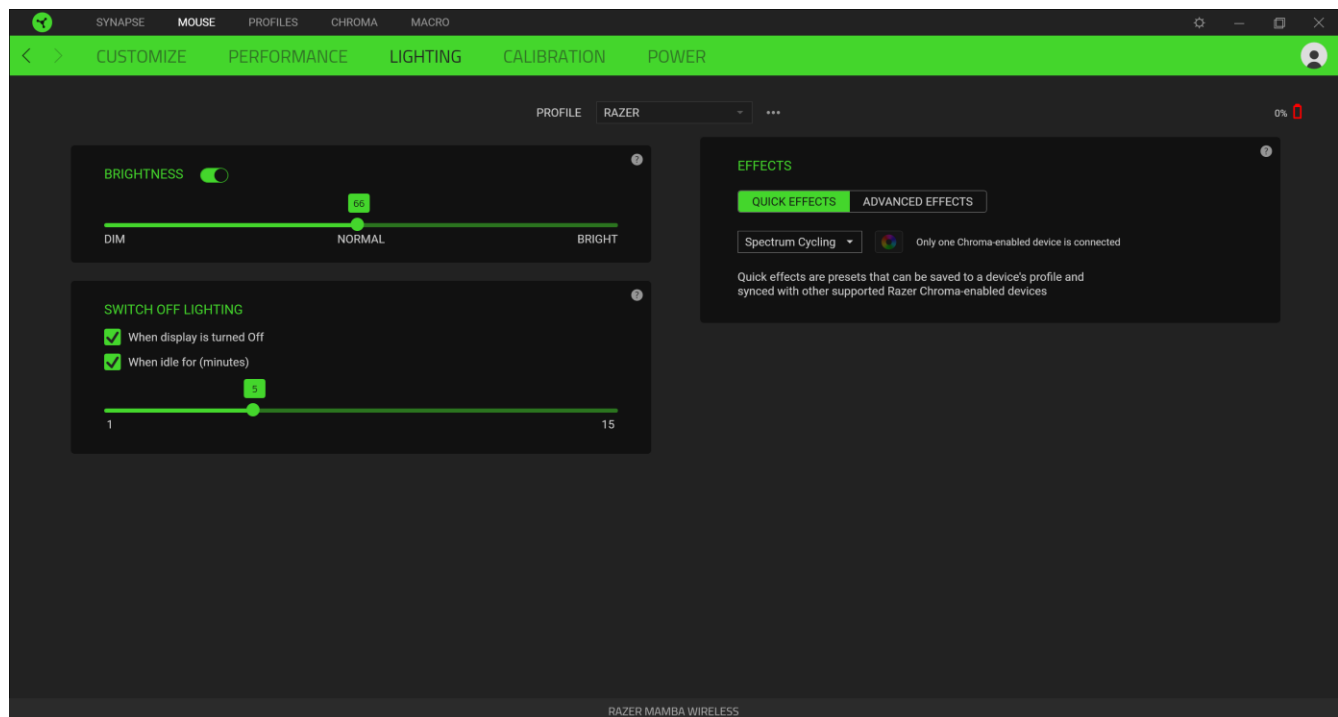 SYNAPSE MOUSE PROFILES CHROMA MACRO
CUSTOMIZE PERFORMANCE LIGHTING CALIBRATION POWER
PROFILE RAZER
0%
BRIGHTNESS
66
DIM NORMAL BRIGHT
SWITCH OFF LIGHTING
When display is turned Off
When idle for (minutes)
5
1 15
EFFECTS
QUICK EFFECTS ADVANCED EFFECTS
Spectrum Cycling Only one Chroma-enabled device is connected
Quick effects are presets that can be saved to a device's profile and
synced with other supported Razer Chroma-enabled devices
RAZER MAMBA WIRELESS